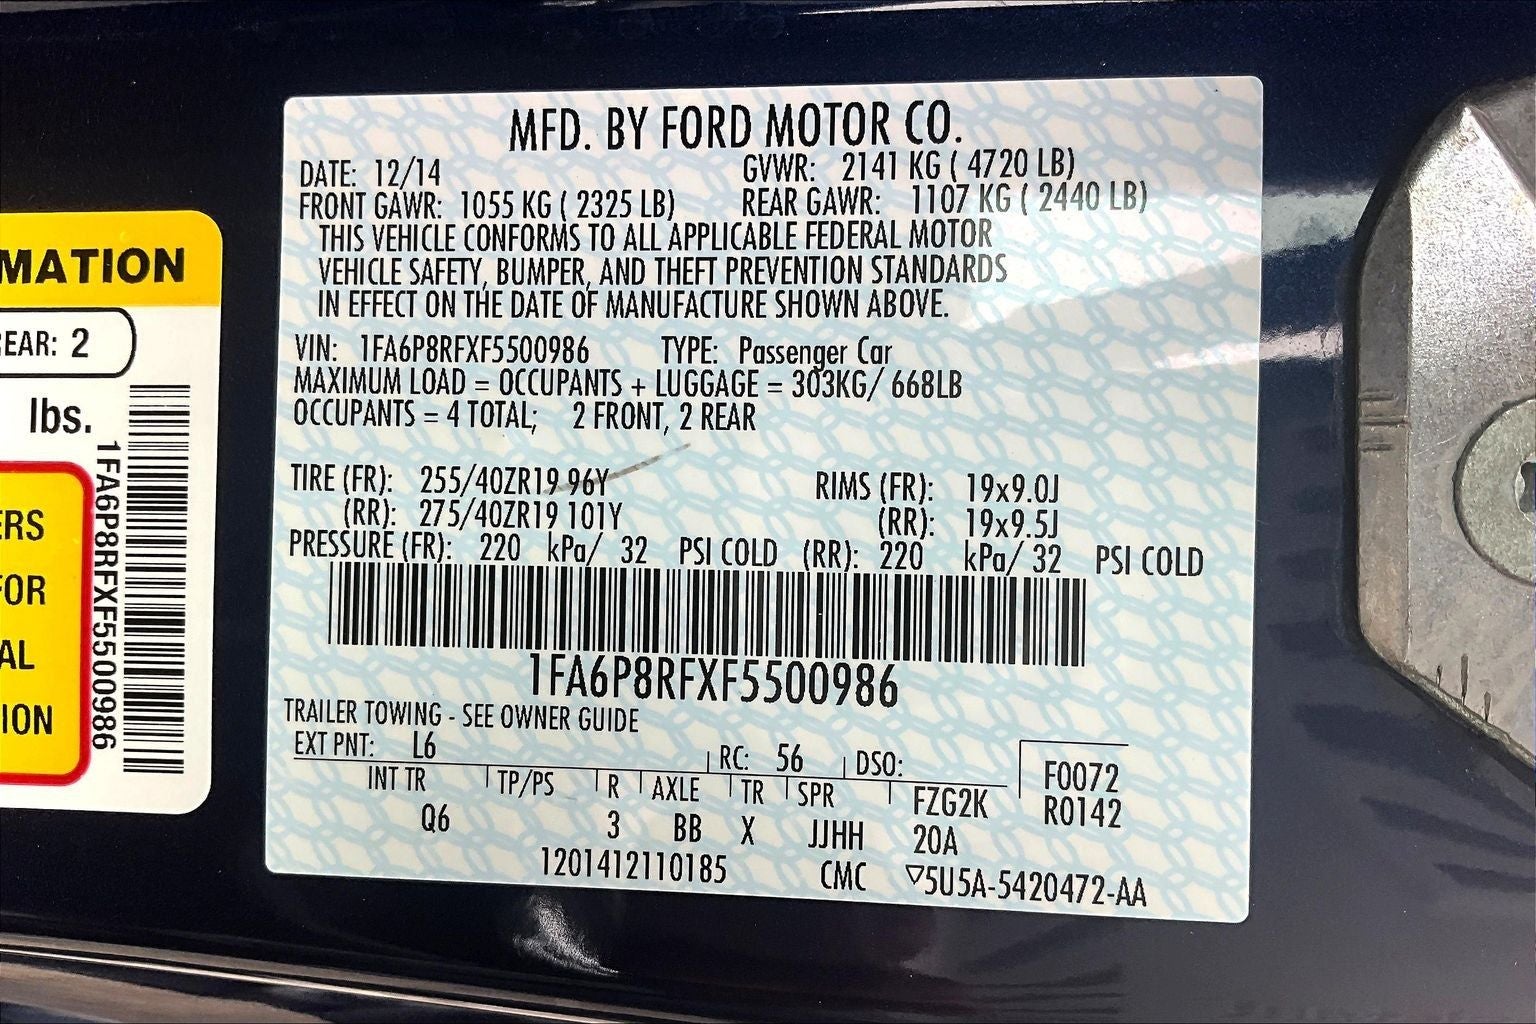 MATION
EAR: 2
lbs.
1FA6P8RFXF5500986
ERS
FOR
AL
ION
MFD. BY FORD MOTOR CO.
DATE: 12/14 GVWR: 2141 KG ( 4720 LB)
FRONT GAWR: 1055 KG ( 2325 LB) REAR GAWR: 1107 KG ( 2440 LB)
THIS VEHICLE CONFORMS TO ALL APPLICABLE FEDERAL MOTOR
VEHICLE SAFETY, BUMPER, AND THEFT PREVENTION STANDARDS
IN EFFECT ON THE DATE OF MANUFACTURE SHOWN ABOVE.
VIN: 1FA6P8RFXF5500986 TYPE: Passenger Car
MAXIMUM LOAD = OCCUPANTS + LUGGAGE = 303KG/ 668LB
OCCUPANTS = 4 TOTAL; 2 FRONT, 2 REAR
TIRE (FR): 255/40ZR19 96Y RIMS (FR): 19x9.0J
(RR): 275/40ZR19 101Y (RR): 19x9.5J
PRESSURE (FR): 220 kPa/ 32 PSI COLD (RR): 220 kPa/ 32 PSI COLD
1FA6P8RFXF5500986
TRAILER TOWING - SEE OWNER GUIDE
EXT PNT: L6 RC: 56 DSO: F0072
INT TR TP/PS R AXLE TR SPR FZG2K R0142
Q6 3 BB X JJHH 20A
1201412110185 CMC ▽5U5A-5420472-AA